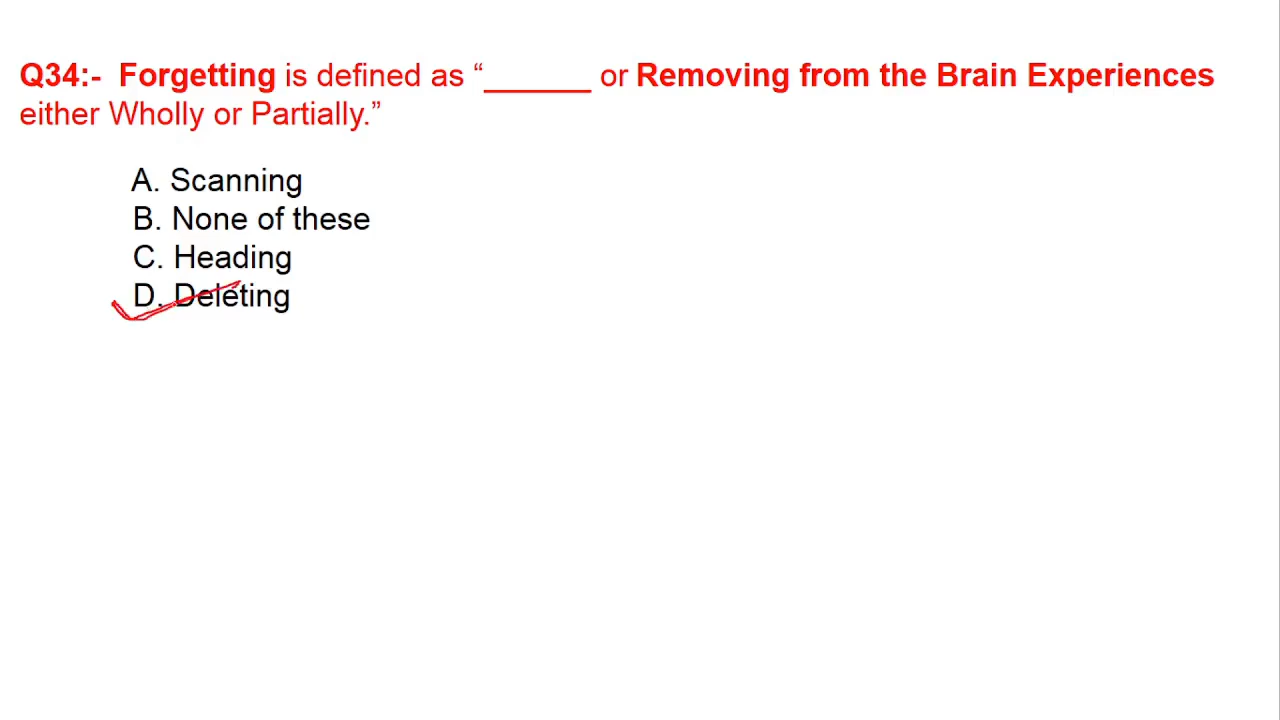 Q34:- Forgetting is defined as “______ or Removing from the Brain Experiences
either Wholly or Partially.”
A. Scanning
B. None of these
C. Heading
D. Deleting